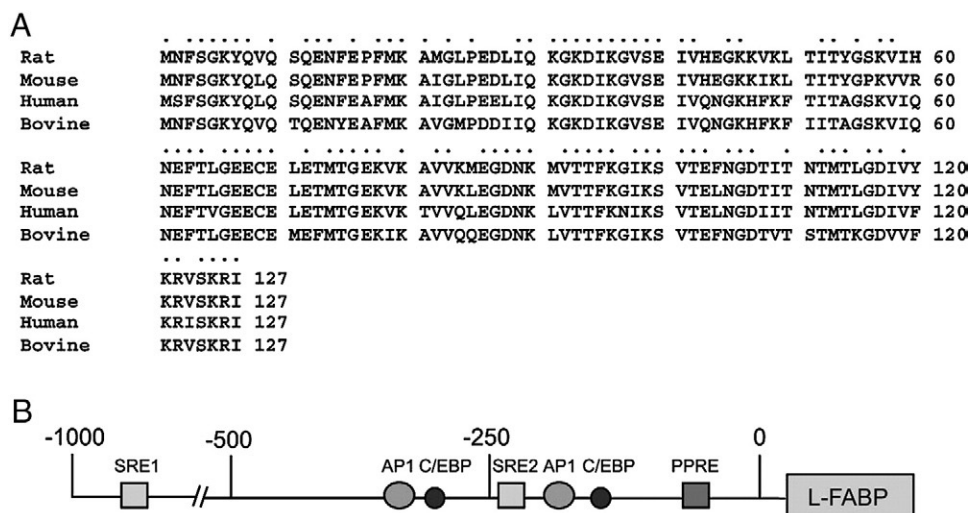 A
Rat MNFSGKYQVQ SQENFEPFMK AMGLPEDLIQ KGKDIKGVSE IVHEGKKVKL TITYGSKVIH 60
Mouse MNFSGKYQLQ SQENFEPFMK AIGLPEDLIQ KGKDIKGVSE IVHEGKKIKL TITYGPKVVR 60
Human MSFSGKYQLQ SQENFEAFMK AIGLPEELIQ KGKDIKGVSE IVQNGKHFKF TITAGSKVIQ 60
Bovine MNFSGKYQVQ TQENYEAFMK AVGMPDDIIQ KGKDIKGVSE IVQNGKHFKF IITAGSKVIQ 60
Rat NEFTLGEECE LETMTGEKVK AVVKMEGDNK MVTTFKGIKS VTEFNGDTIT NTMTLGDIVY 120
Mouse NEFTLGEECE LETMTGEKVK AVVKLEGDNK MVTTFKGIKS VTELNGDTIT NTMTLGDIVY 120
Human NEFTVGEECE LETMTGEKVK TVVQLEGDNK LVTTFKNIKS VTELNGDIIT NTMTLGDIVF 120
Bovine NEFTLGEECE MEFMTGEKIK AVVQQEGDNK LVTTFKGIKS VTEFNGDTVT STMTKGDVVF 120
Rat KRVSKRI 127
Mouse KRVSKRI 127
Human KRISKRI 127
Bovine KRVSKRI 127
B
-1000 -500 -250 0
SRE1 AP1 C/EBP SRE2 AP1 C/EBP PPRE
L-FABP